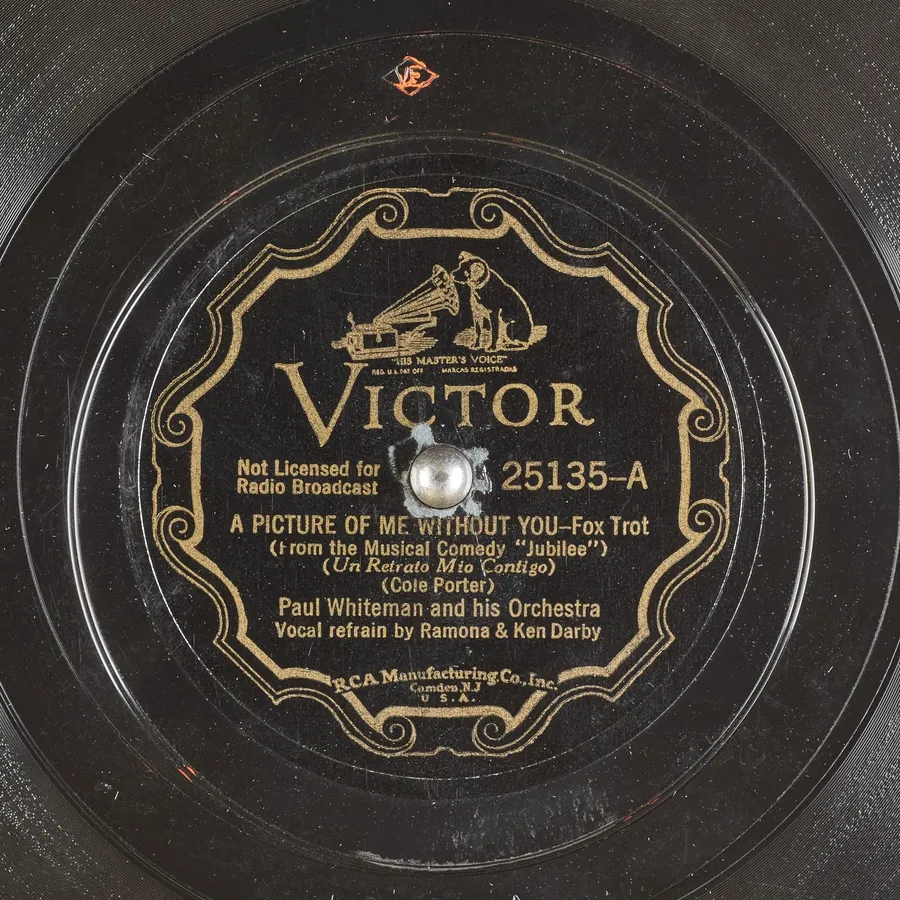 VE
"HIS MASTER'S VOICE"
REG. U.S. PAT. OFF. MARCAS REGISTRADAS
VICTOR
Not Licensed for
Radio Broadcast
25135-A
A PICTURE OF ME WITHOUT YOU—Fox Trot
(From the Musical Comedy "Jubilee")
(Un Retrato Mio Contigo)
(Cole Porter)
Paul Whiteman and his Orchestra
Vocal refrain by Ramona & Ken Darby
RCA Manufacturing Co., Inc.
Camden, N.J.
U.S.A.